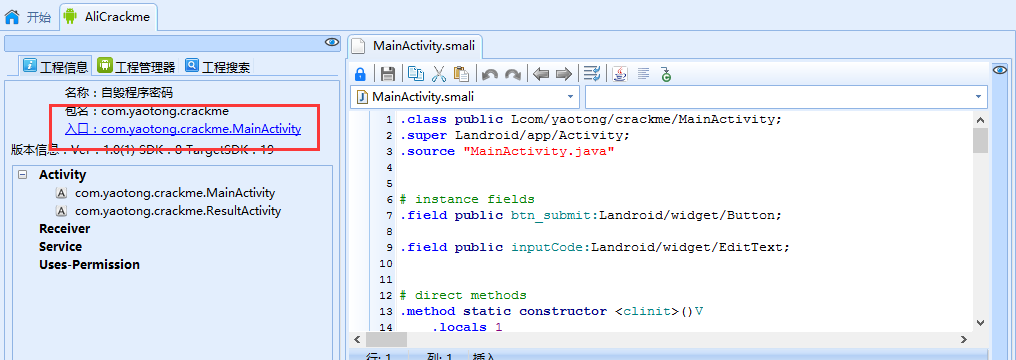 开始 AliCrackme
工程信息 工程管理器 工程搜索
名称：自毁程序密码
包名：com.yaotong.crackme
入口：com.yaotong.crackme.MainActivity
版本信息：Ver：1.0(1) SDK：8 TargetSDK：19
Activity
com.yaotong.crackme.MainActivity
com.yaotong.crackme.ResultActivity
Receiver
Service
Uses-Permission
MainActivity.smali
MainActivity.smali
1 .class public Lcom/yaotong/crackme/MainActivity;
2 .super Landroid/app/Activity;
3 .source "MainActivity.java"
4
5
6 # instance fields
7 .field public btn_submit:Landroid/widget/Button;
8
9 .field public inputCode:Landroid/widget/EditText;
10
11
12 # direct methods
13 .method static constructor <clinit>()V
14 .locals 1
行: 1 列: 1 插入